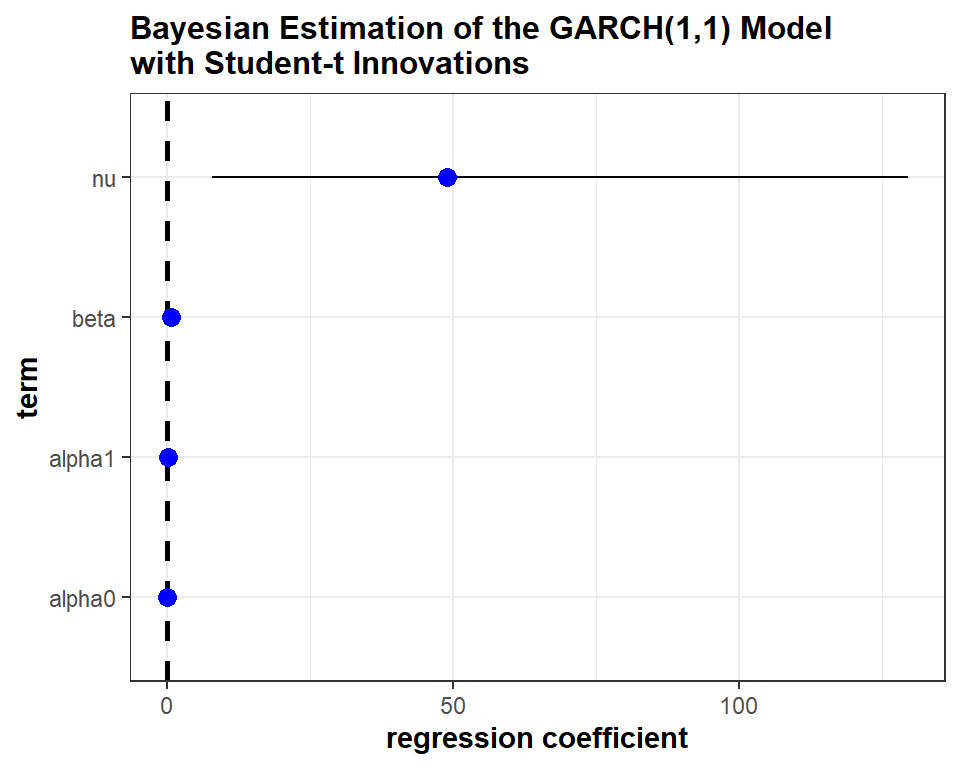 Bayesian Estimation of the GARCH(1,1) Model
with Student-t Innovations
term
nu
beta
alpha1
alpha0
0 50 100
regression coefficient